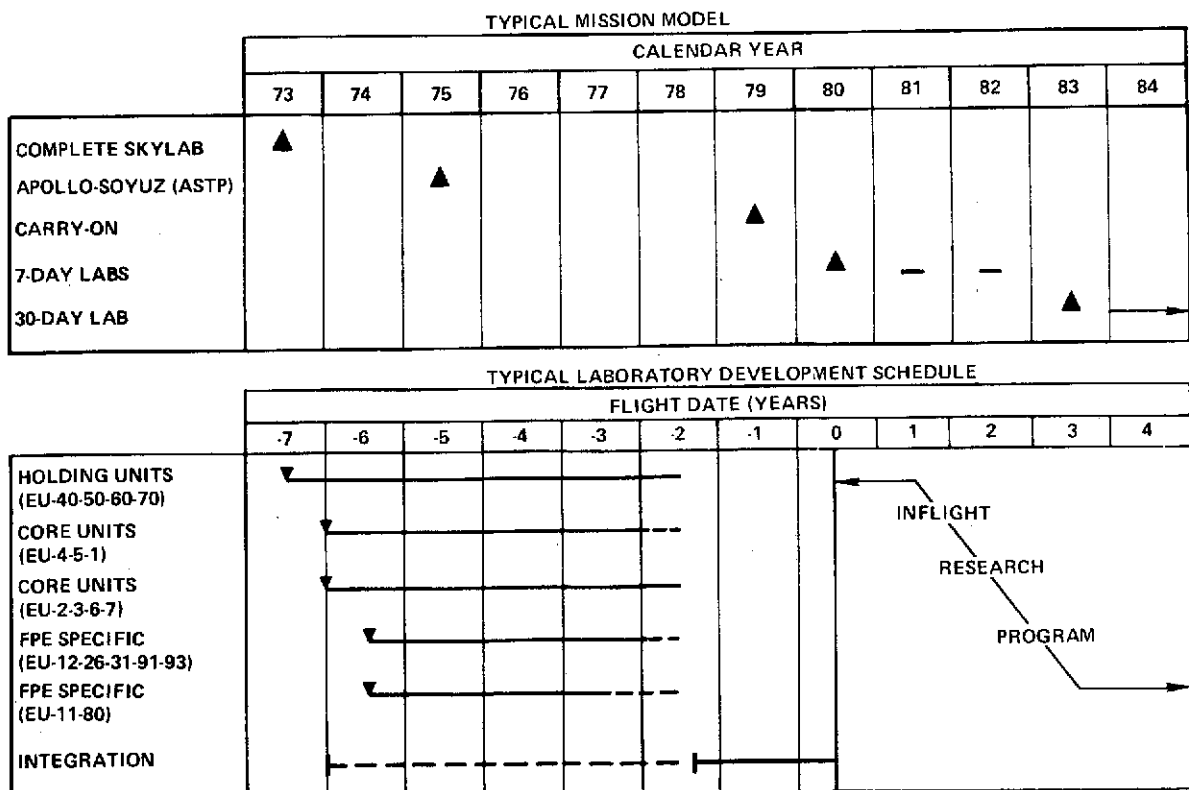 TYPICAL MISSION MODEL
CALENDAR YEAR
73 74 75 76 77 78 79 80 81 82 83 84
COMPLETE SKYLAB
APOLLO-SOYUZ (ASTP)
CARRY-ON
7-DAY LABS
30-DAY LAB
TYPICAL LABORATORY DEVELOPMENT SCHEDULE
FLIGHT DATE (YEARS)
-7 -6 -5 -4 -3 -2 -1 0 1 2 3 4
HOLDING UNITS
(EU-40-50-60-70)
CORE UNITS
(EU-4-5-1)
CORE UNITS
(EU-2-3-6-7)
FPE SPECIFIC
(EU-12-26-31-91-93)
FPE SPECIFIC
(EU-11-80)
INTEGRATION
INFLIGHT
RESEARCH
PROGRAM